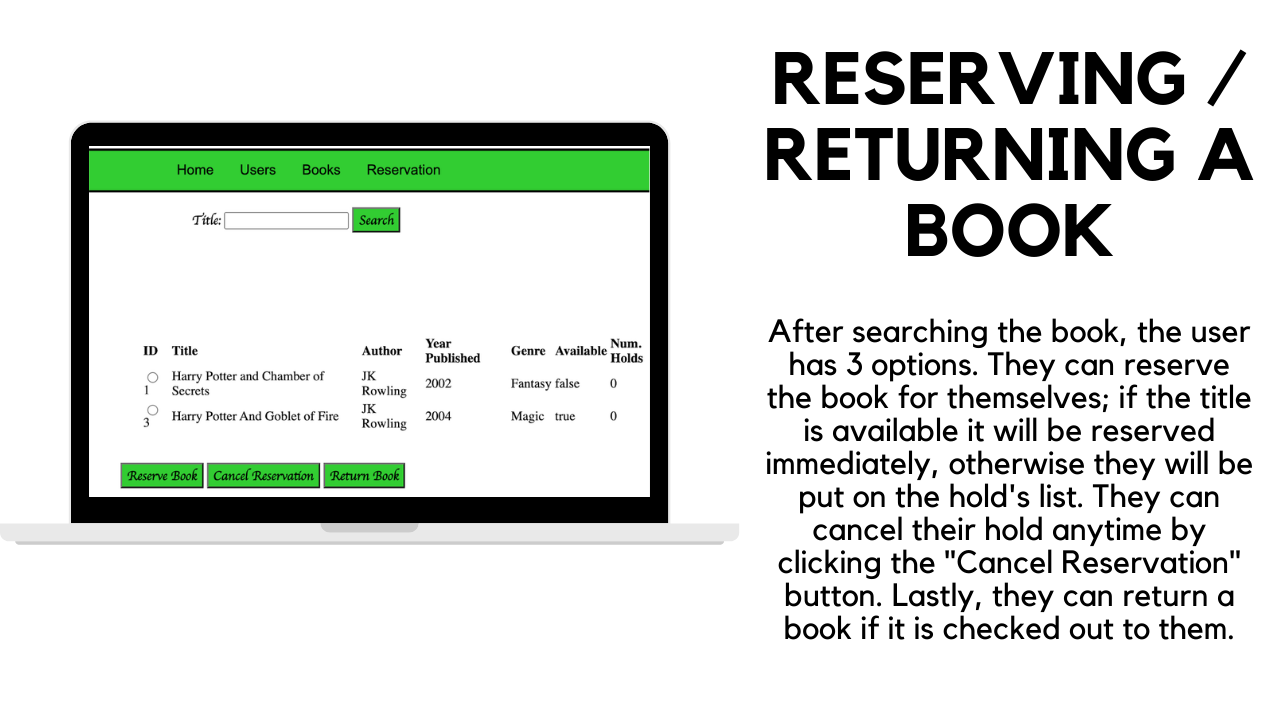 RESERVING /
RETURNING A
BOOK
Home Users Books Reservation
Title: Search
ID Title Author Year Published Genre Available Num. Holds
1 Harry Potter and Chamber of Secrets JK Rowling 2002 Fantasy false 0
3 Harry Potter And Goblet of Fire JK Rowling 2004 Magic true 0
Reserve Book Cancel Reservation Return Book
After searching the book, the user
has 3 options. They can reserve
the book for themselves; if the title
is available it will be reserved
immediately, otherwise they will be
put on the hold's list. They can
cancel their hold anytime by
clicking the "Cancel Reservation"
button. Lastly, they can return a
book if it is checked out to them.